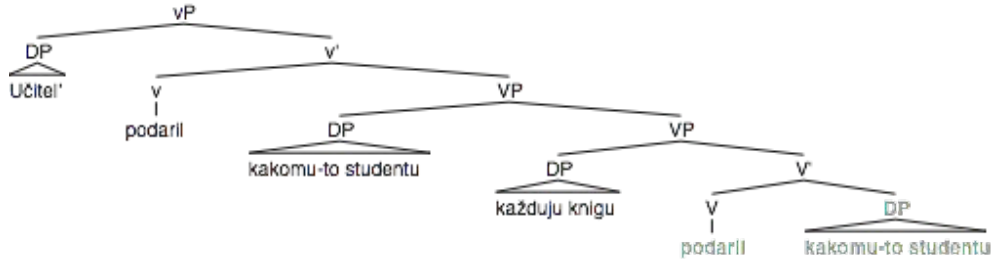 vP
DP v'
Učitel' v VP
podaril DP VP
kakomu-to studentu DP V'
každuju knigu V DP
podaril kakomu-to studentu